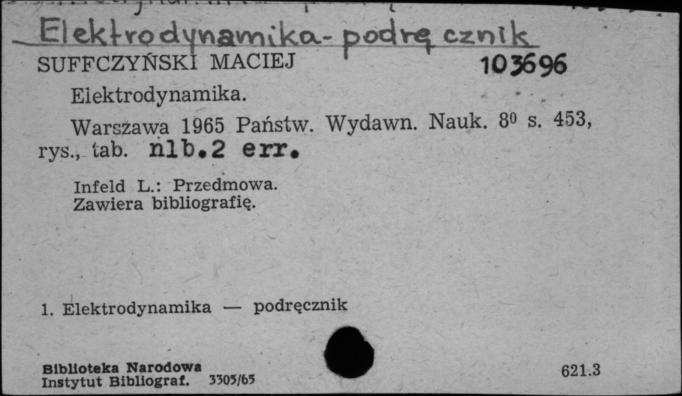 Elektrodynamika - podręcznik
SUFFCZYŃSKI MACIEJ 103696
Elektrodynamika.
Warszawa 1965 Państw. Wydawn. Nauk. 8⁰ s. 453,
rys., tab. nlb.2 err.
Infeld L.: Przedmowa.
Zawiera bibliografię.
1. Elektrodynamika — podręcznik
Biblioteka Narodowa
Instytut Bibliograf. 3305/65 621.3